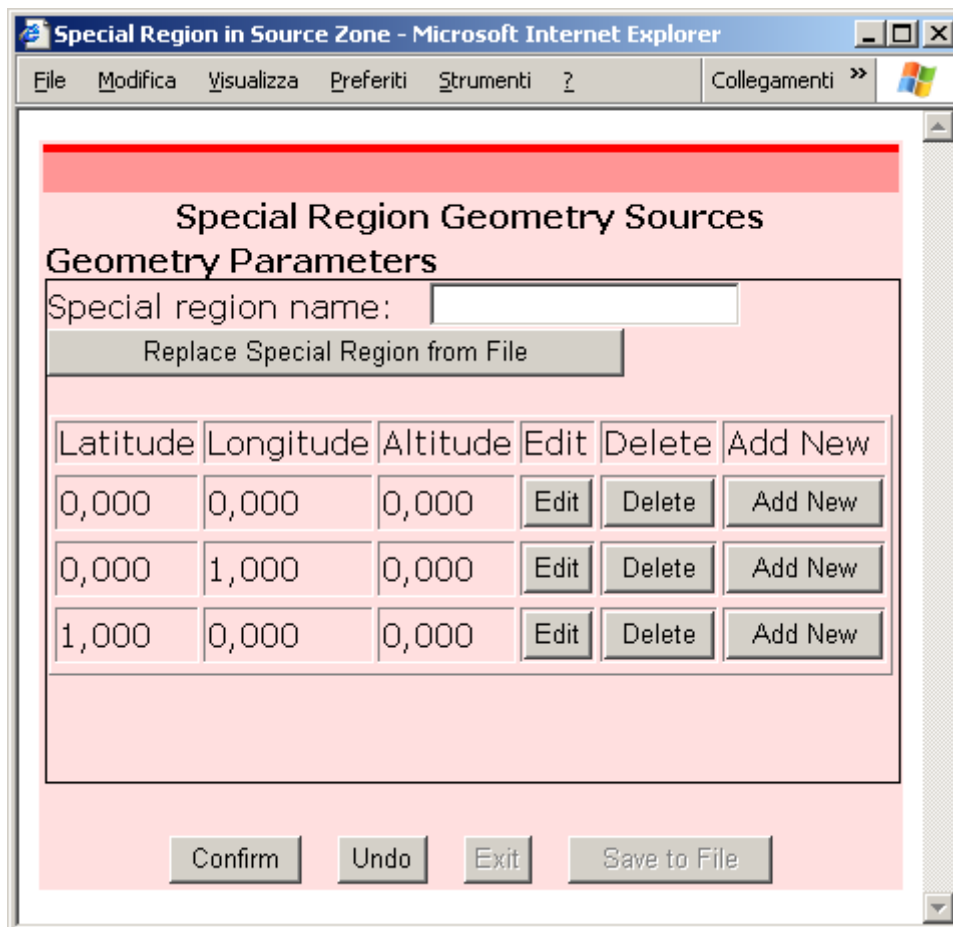 Special Region in Source Zone - Microsoft Internet Explorer
File Modifica Visualizza Preferiti Strumenti ? Collegamenti »
Special Region Geometry Sources
Geometry Parameters
Special region name:
Replace Special Region from File
Latitude Longitude Altitude Edit Delete Add New
0,000 0,000 0,000 Edit Delete Add New
0,000 1,000 0,000 Edit Delete Add New
1,000 0,000 0,000 Edit Delete Add New
Confirm Undo Exit Save to File